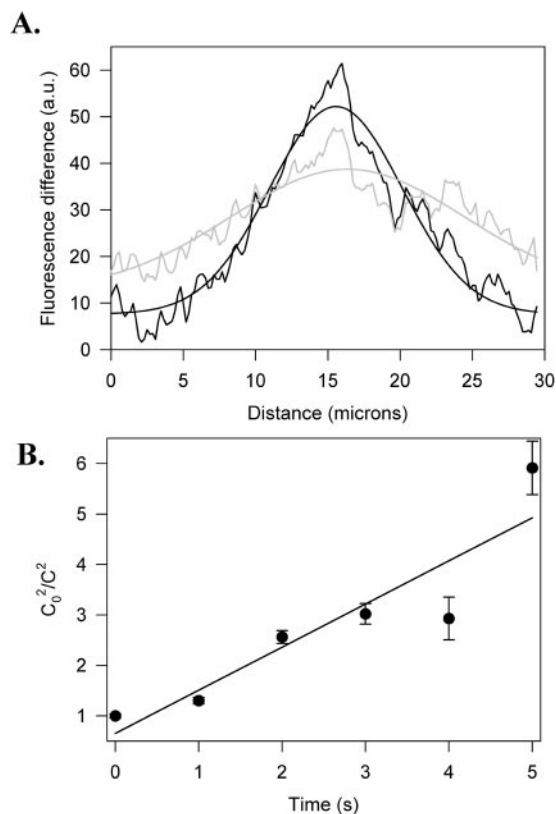 A.
Fluorescence difference (a.u.)
60
50
40
30
20
10
0
0 5 10 15 20 25 30
Distance (microns)
B.
C₀²/C²
6
5
4
3
2
1
0 1 2 3 4 5
Time (s)